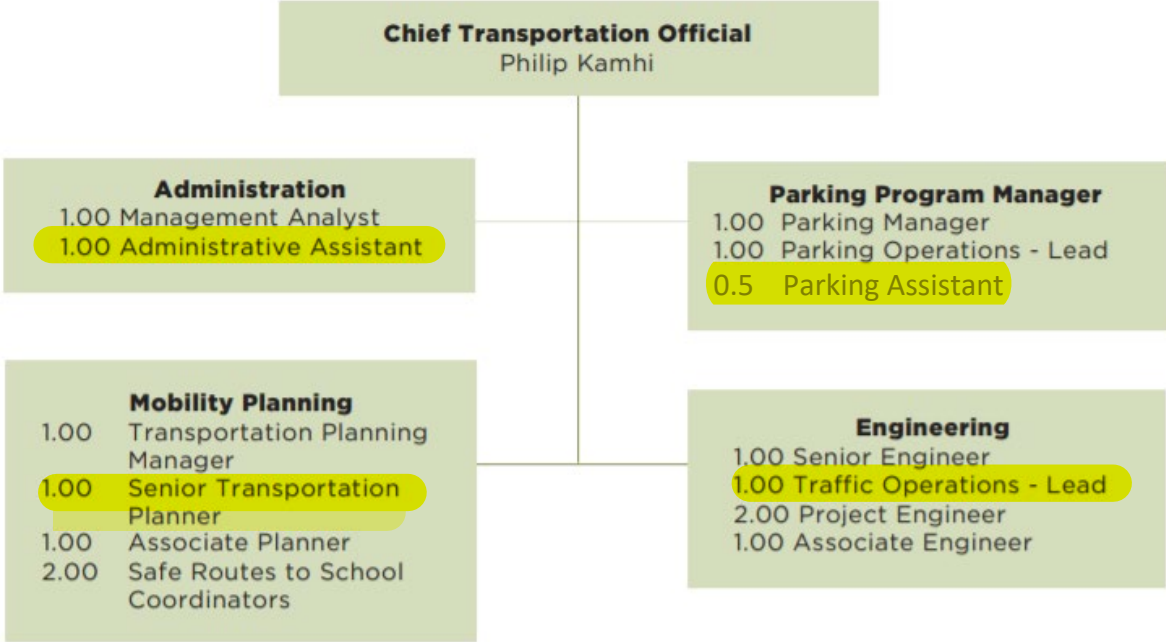 Chief Transportation Official
Philip Kamhi
Administration
1.00 Management Analyst
1.00 Administrative Assistant
Parking Program Manager
1.00 Parking Manager
1.00 Parking Operations - Lead
0.5 Parking Assistant
Mobility Planning
1.00 Transportation Planning
Manager
1.00 Senior Transportation
Planner
1.00 Associate Planner
2.00 Safe Routes to School
Coordinators
Engineering
1.00 Senior Engineer
1.00 Traffic Operations - Lead
2.00 Project Engineer
1.00 Associate Engineer